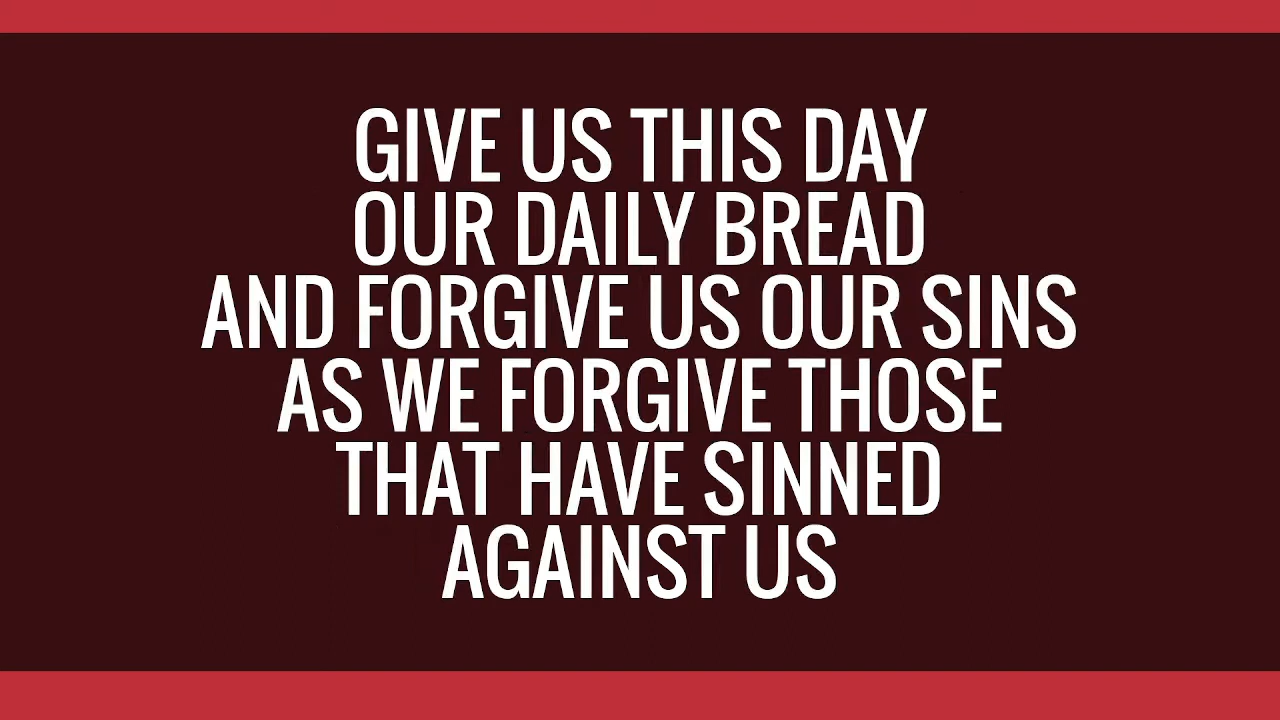 GIVE US THIS DAY
OUR DAILY BREAD
AND FORGIVE US OUR SINS
AS WE FORGIVE THOSE
THAT HAVE SINNED
AGAINST US